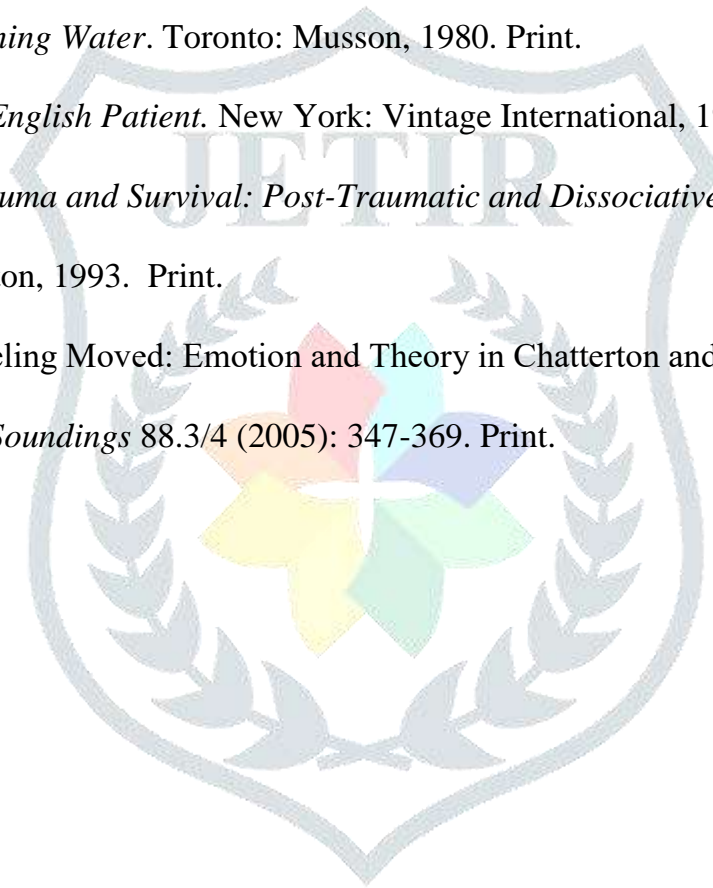 ning Water. Toronto: Musson, 1980. Print.
English Patient. New York: Vintage International, 1
JETIR
uma and Survival: Post-Traumatic and Dissociative
ton, 1993. Print.
eling Moved: Emotion and Theory in Chatterton and
Soundings 88.3/4 (2005): 347-369. Print.